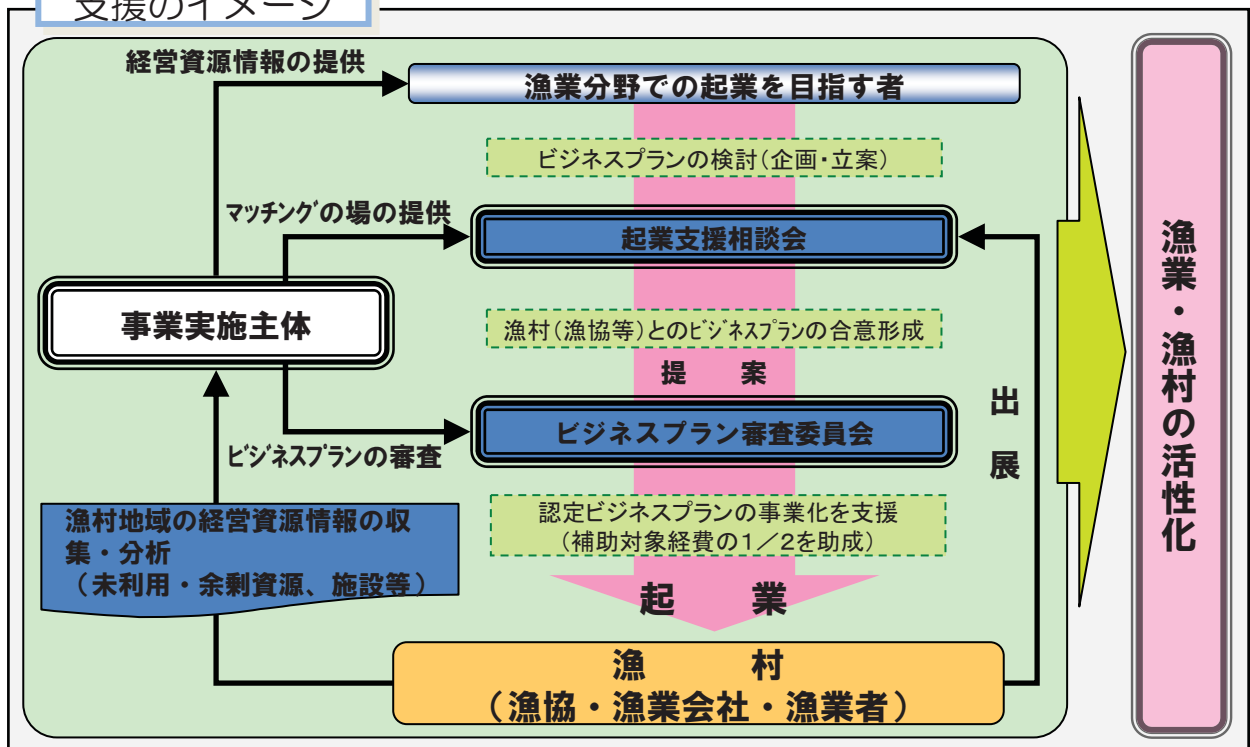 支援のイメージ
経営資源情報の提供
漁業分野での起業を目指す者
ビジネスプランの検討(企画・立案)
マッチングの場の提供
起業支援相談会
事業実施主体
漁村(漁協等)とのビジネスプランの合意形成
提　案
ビジネスプラン審査委員会
ビジネスプランの審査
出
展
漁村地域の経営資源情報の収
集・分析
（未利用・余剰資源、施設等）
認定ビジネスプランの事業化を支援
(補助対象経費の1／2を助成)
起　業
漁　村
（漁協・漁業会社・漁業者）
漁業・漁村の活性化